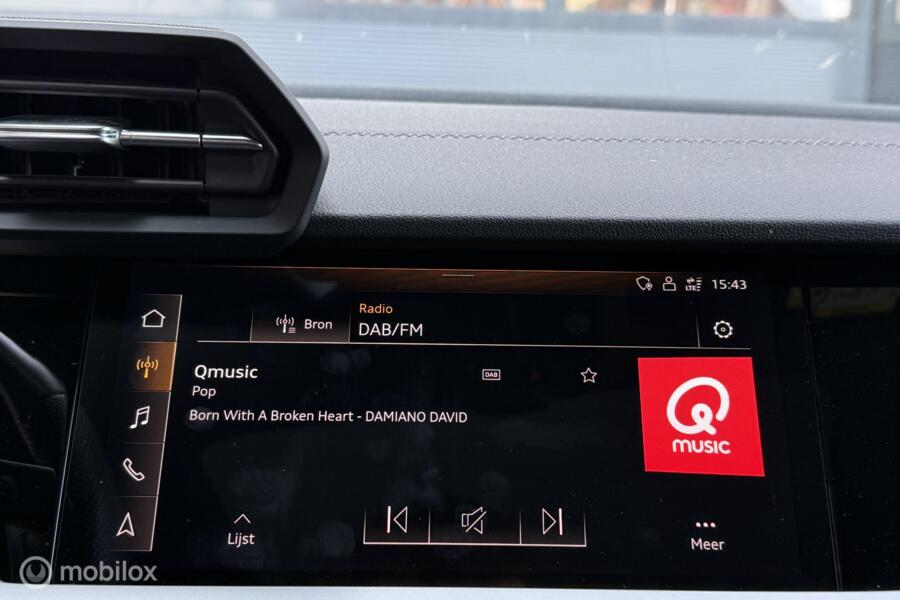 LTE 15:43
Radio
Bron DAB/FM
Qmusic DAB
Pop
Born With A Broken Heart - DAMIANO DAVID
Q
MUSIC
Lijst
Meer
mobilox